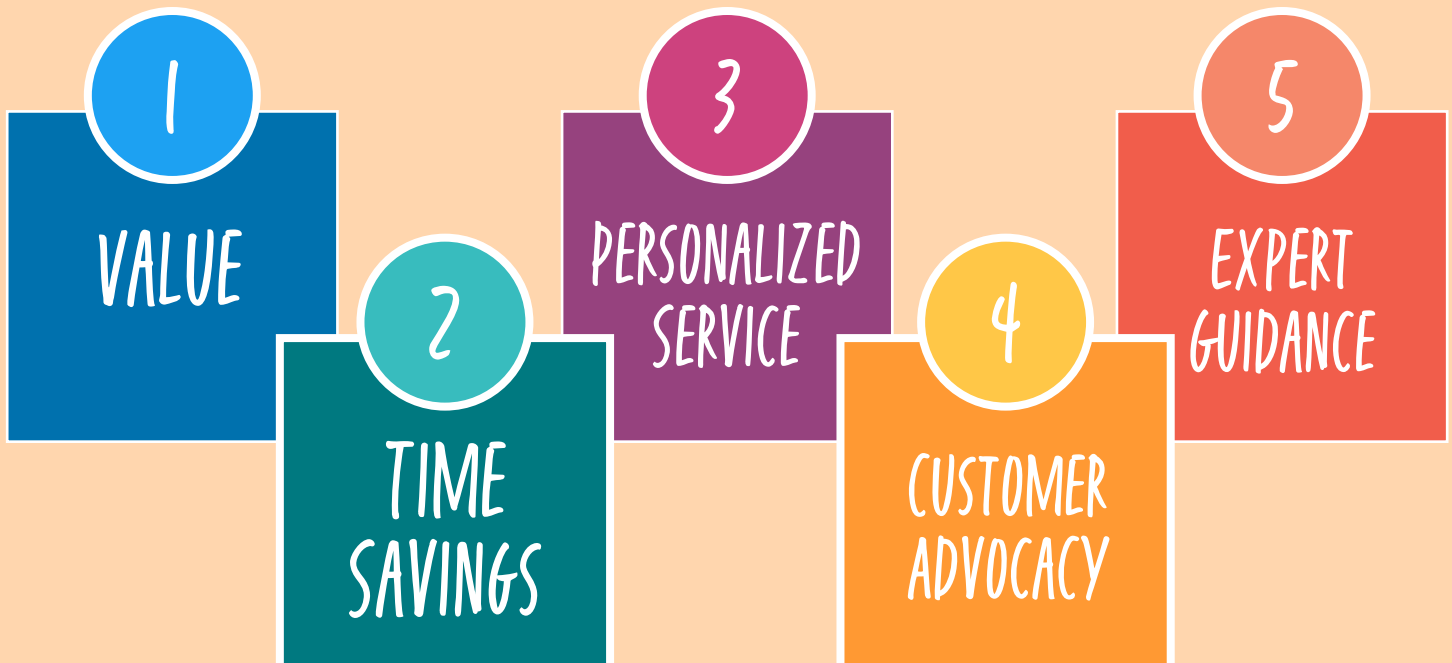 1
VALUE
2
TIME
SAVINGS
3
PERSONALIZED
SERVICE
4
CUSTOMER
ADVOCACY
5
EXPERT
GUIDANCE